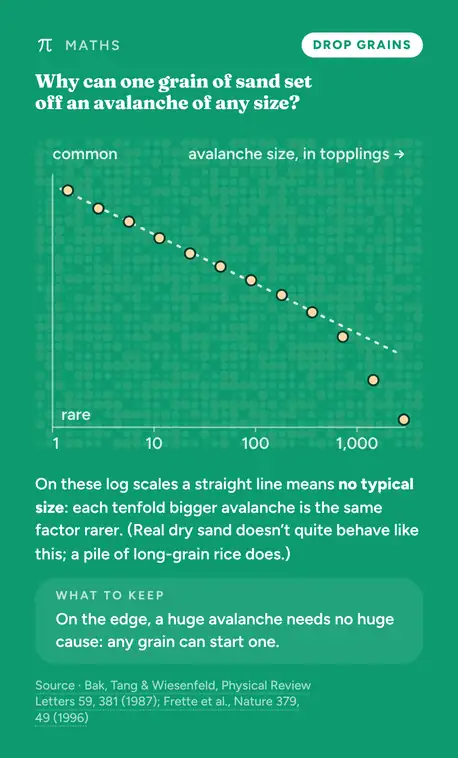 π MATHS
DROP GRAINS
Why can one grain of sand set
off an avalanche of any size?
common
avalanche size, in topplings →
rare
1 10 100 1,000
On these log scales a straight line means no typical
size: each tenfold bigger avalanche is the same
factor rarer. (Real dry sand doesn’t quite behave like
this; a pile of long-grain rice does.)
WHAT TO KEEP
On the edge, a huge avalanche needs no huge
cause: any grain can start one.
Source · Bak, Tang & Wiesenfeld, Physical Review
Letters 59, 381 (1987); Frette et al., Nature 379,
49 (1996)